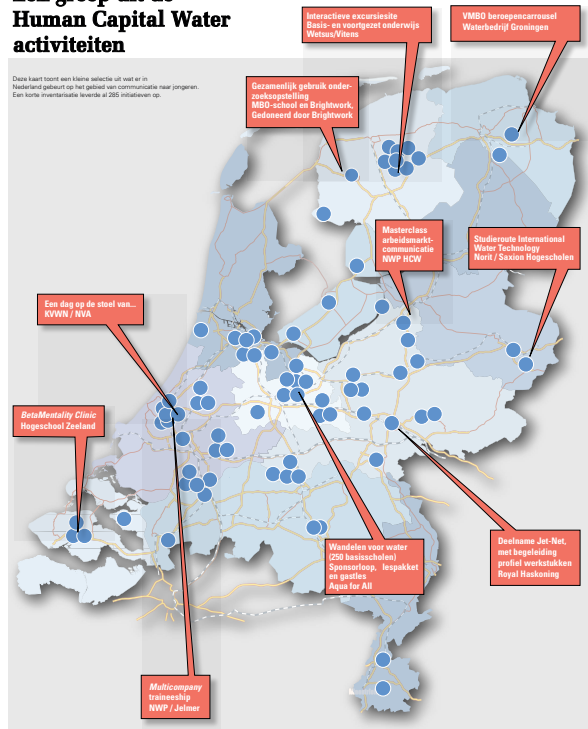 Een greep uit de
Human Capital Water
activiteiten
Deze kaart toont een kleine selectie uit wat er in
Nederland gebeurt op het gebied van communicatie naar jongeren.
Een korte inventarisatie leverde al 285 initiatieven op.
Interactieve excursiesite
Basis- en voortgezet onderwijs
Wetsus/Vitens
VMBO beroepencarrousel
Waterbedrijf Groningen
Gezamenlijk gebruik onder-
zoeksopstelling
MBO-school en Brightwork,
Gedoneerd door Brightwork
Masterclass
arbeidsmarkt-
communicatie
NWP HCW
Studieroute International
Water Technology
Norit / Saxion Hogescholen
Een dag op de stoel van...
KVWN / NVA
BetaMentality Clinic
Hogeschool Zeeland
Wandelen voor water
(250 basisscholen)
Sponsorloop, lespakket
en gastles
Aqua for All
Deelname Jet-Net,
met begeleiding
profiel werkstukken
Royal Haskoning
Multicompany
traineeship
NWP / Jelmer